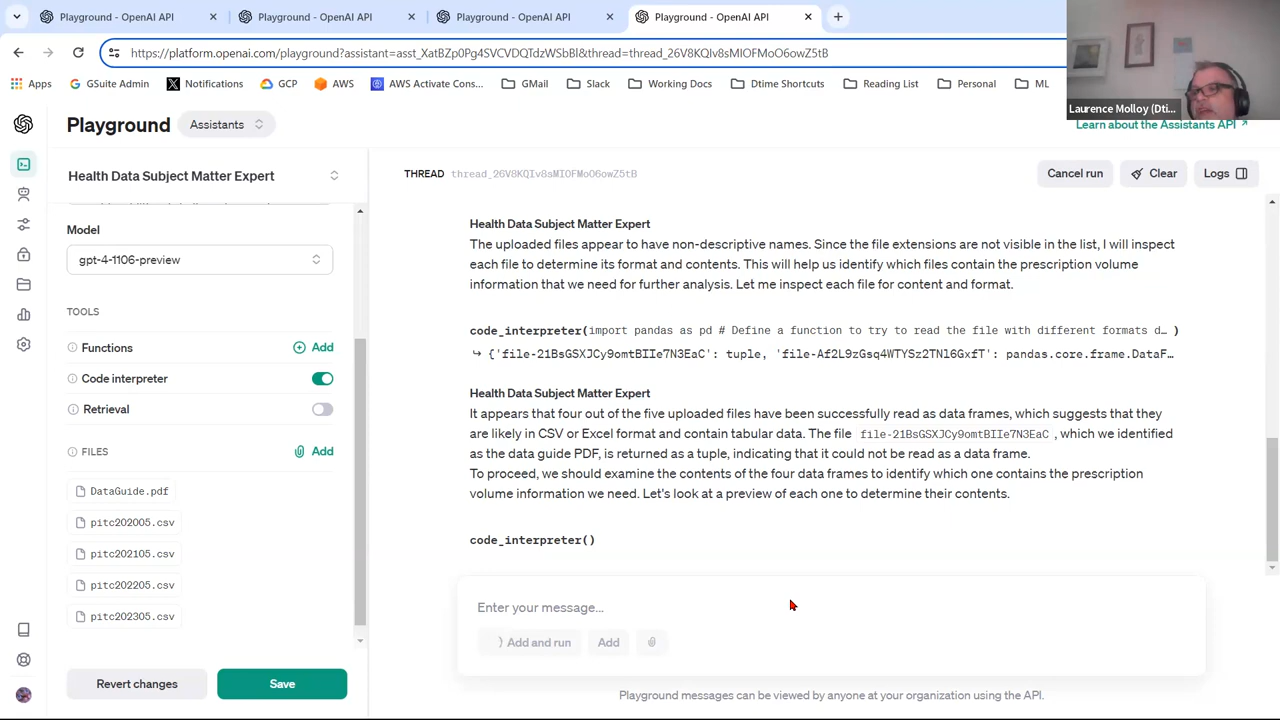 Playground - OpenAI API
Playground - OpenAI API
Playground - OpenAI API
Playground - OpenAI API
https://platform.openai.com/playground?assistant=asst_XatBZp0Pg4SVCVDQTdzWSbBl&thread=thread_26V8KQIv8sMIOFMoO6owZ5tB
Apps
GSuite Admin
Notifications
GCP
AWS
AWS Activate Cons...
GMail
Slack
Working Docs
Dtime Shortcuts
Reading List
Personal
ML
Laurence Molloy (Dti...
Playground
Assistants
Learn about the Assistants API
Health Data Subject Matter Expert
THREAD thread_26V8KQIv8sMIOFMoO6owZ5tB
Cancel run
Clear
Logs
Model
gpt-4-1106-preview
TOOLS
Functions
Add
Code interpreter
Retrieval
FILES
Add
DataGuide.pdf
pitc202005.csv
pitc202105.csv
pitc202205.csv
pitc202305.csv
Revert changes
Save
Health Data Subject Matter Expert
The uploaded files appear to have non-descriptive names. Since the file extensions are not visible in the list, I will inspect
each file to determine its format and contents. This will help us identify which files contain the prescription volume
information that we need for further analysis. Let me inspect each file for content and format.
code_interpreter(import pandas as pd # Define a function to try to read the file with different formats d… )
{'file-21BsGSXJCy9omtBIIe7N3EaC': tuple, 'file-Af2L9zGsq4WTYSz2TNl6GxfT': pandas.core.frame.DataF…
Health Data Subject Matter Expert
It appears that four out of the five uploaded files have been successfully read as data frames, which suggests that they
are likely in CSV or Excel format and contain tabular data. The file file-21BsGSXJCy9omtBIIe7N3EaC , which we identified
as the data guide PDF, is returned as a tuple, indicating that it could not be read as a data frame.
To proceed, we should examine the contents of the four data frames to identify which one contains the prescription
volume information we need. Let's look at a preview of each one to determine their contents.
code_interpreter()
Enter your message...
Add and run
Add
Playground messages can be viewed by anyone at your organization using the API.